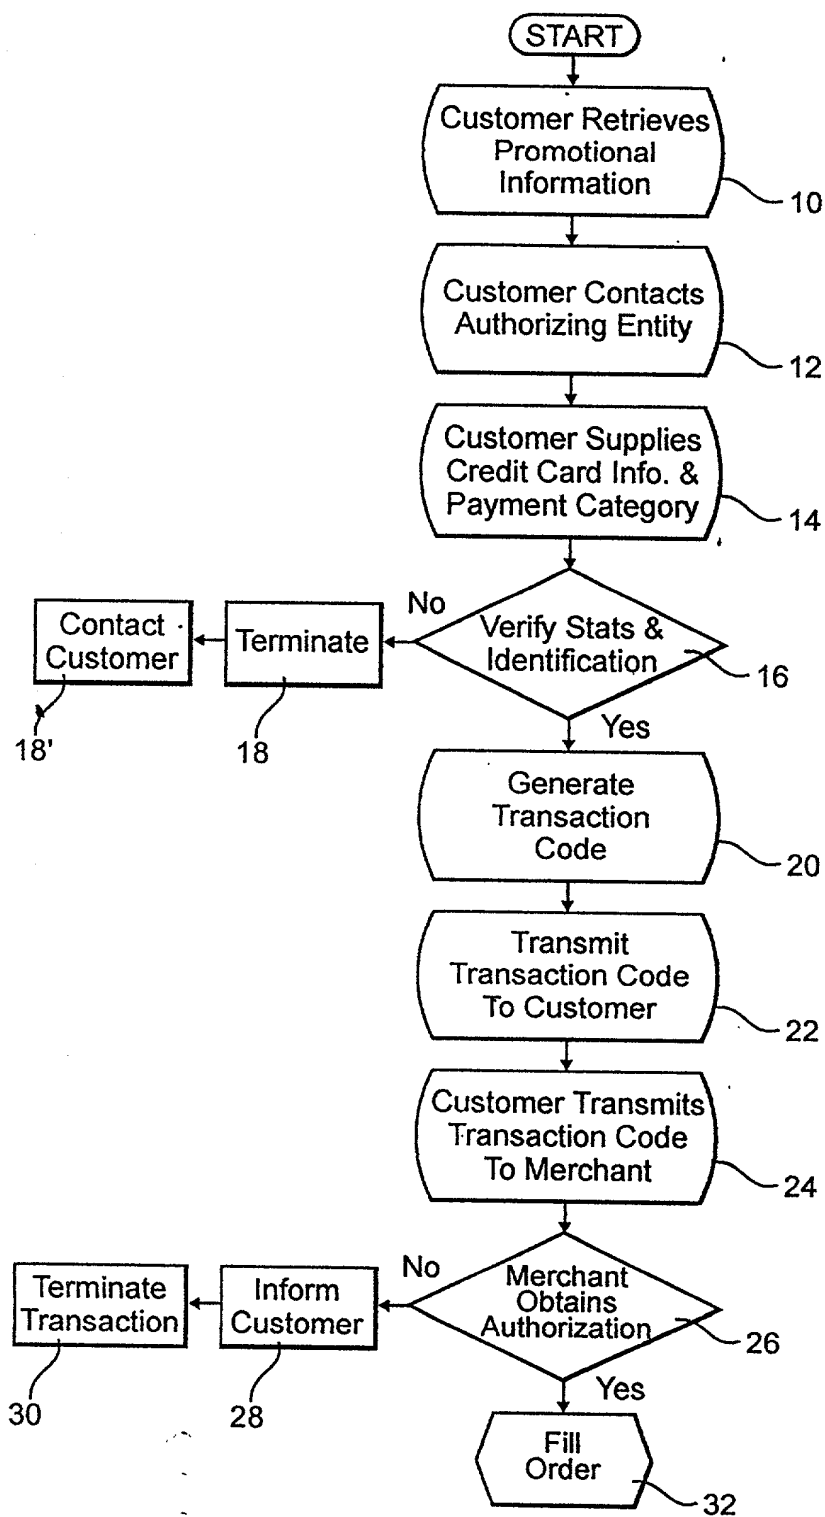 START
Customer Retrieves
Promotional
Information
10
Customer Contacts
Authorizing Entity
12
Customer Supplies
Credit Card Info. &
Payment Category
14
No
Verify Stats &
Identification
16
Terminate
18
Contact
Customer
18'
Yes
Generate
Transaction
Code
20
Transmit
Transaction Code
To Customer
22
Customer Transmits
Transaction Code
To Merchant
24
No
Merchant
Obtains
Authorization
26
Inform
Customer
28
Terminate
Transaction
30
Yes
Fill
Order
32